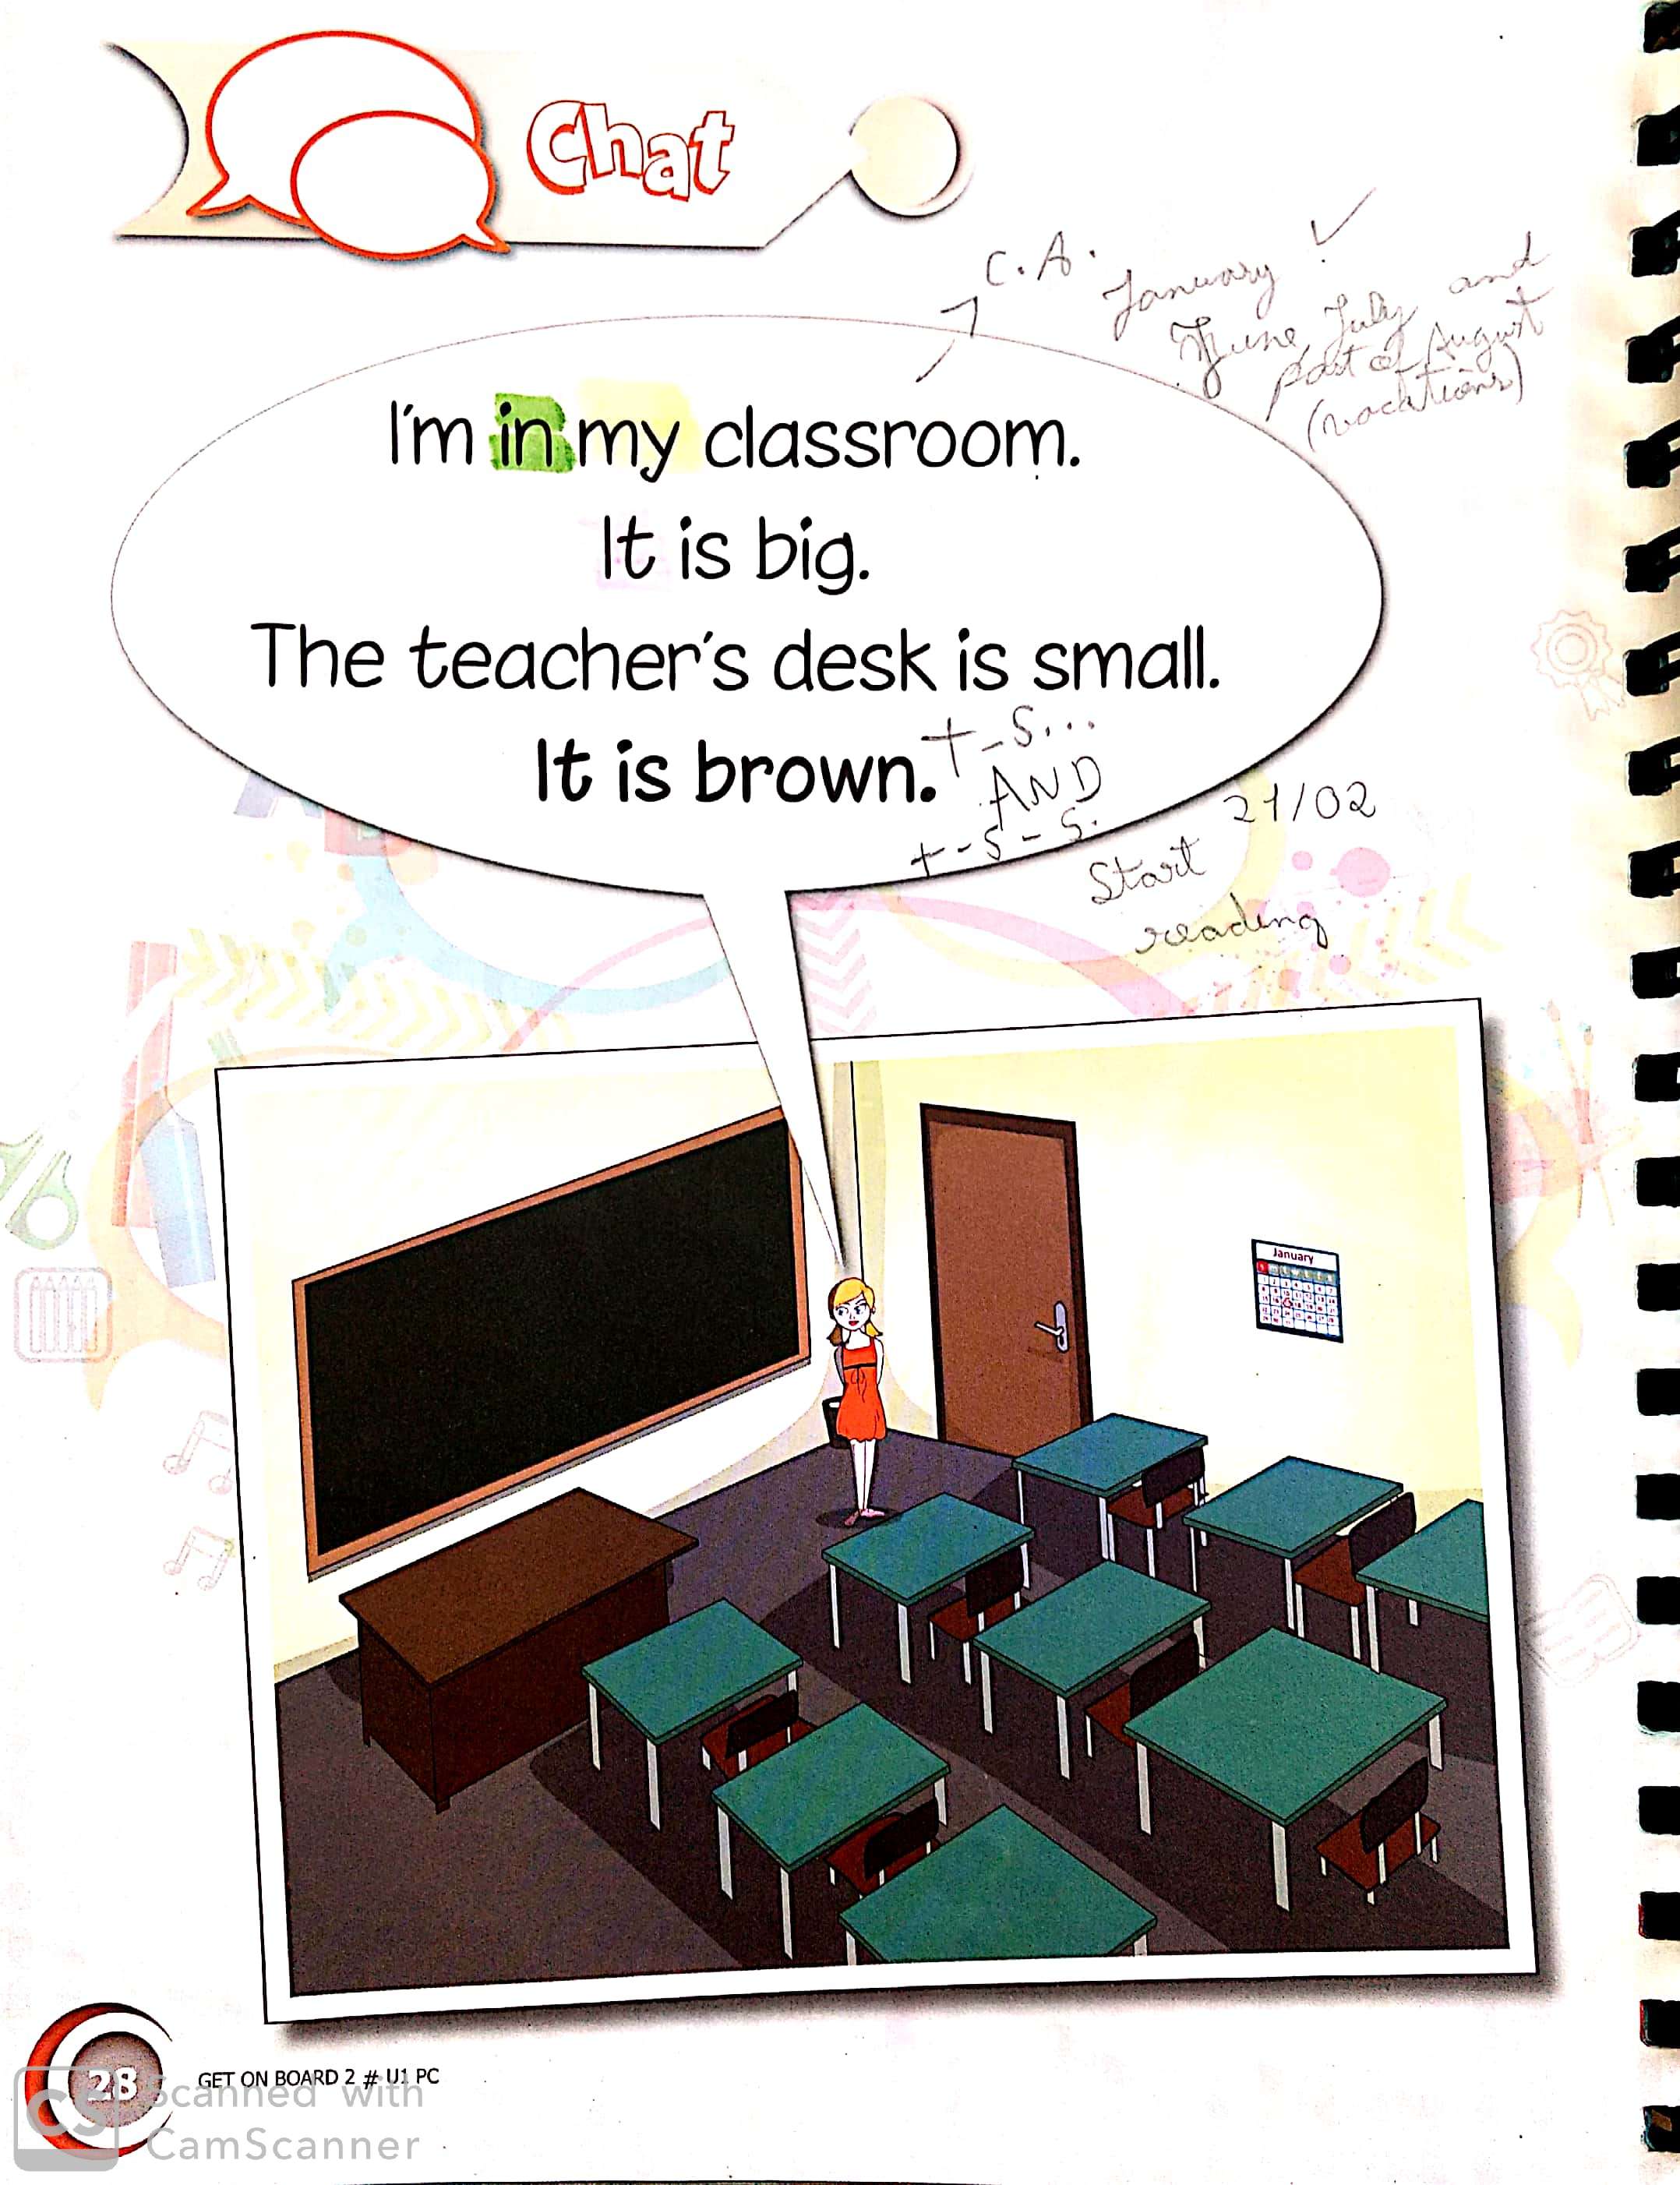 Chat
C.A.
January ✓
June, July and
part of August
(vacations)
I'm in my classroom.
It is big.
The teacher's desk is small.
It is brown.
+-S...
AND
+-S-S.
21/02
Start
reading
January
28
GET ON BOARD 2 # U1 PC
CS
Scanned with
CamScanner